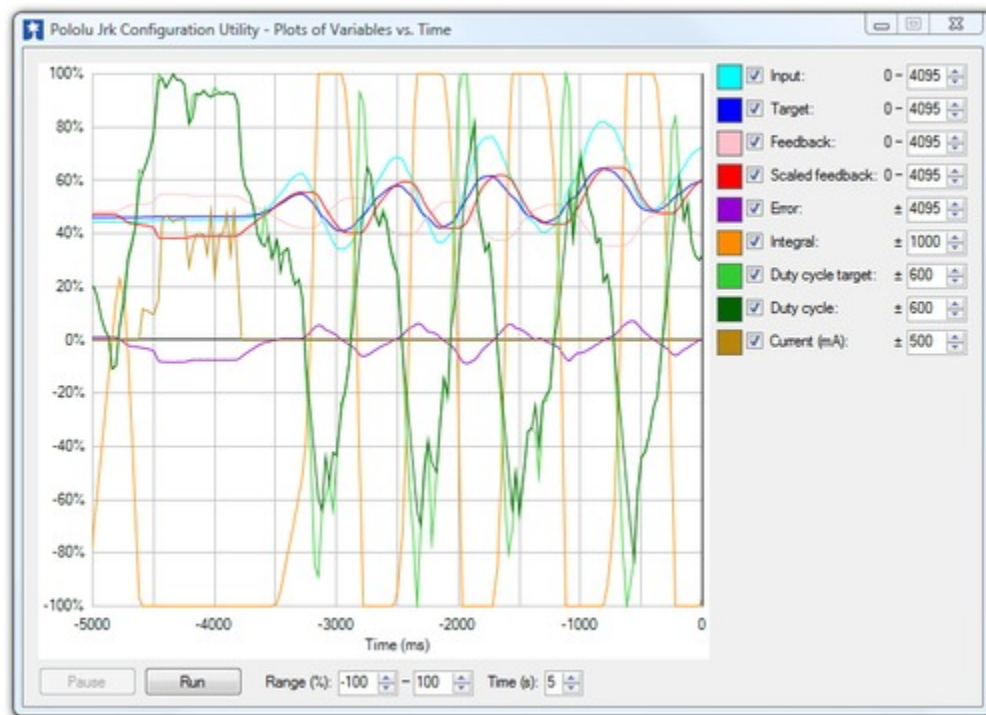 Pololu Jrk Configuration Utility - Plots of Variables vs. Time
100%
80%
60%
40%
20%
0%
-20%
-40%
-60%
-80%
-100%
-5000 -4000 -3000 -2000 -1000 0
Time (ms)
Input: 0 – 4095
Target: 0 – 4095
Feedback: 0 – 4095
Scaled feedback: 0 – 4095
Error: ± 4095
Integral: ± 1000
Duty cycle target: ± 600
Duty cycle: ± 600
Current (mA): ± 500
Pause Run Range (%): -100 – 100 Time (s): 5